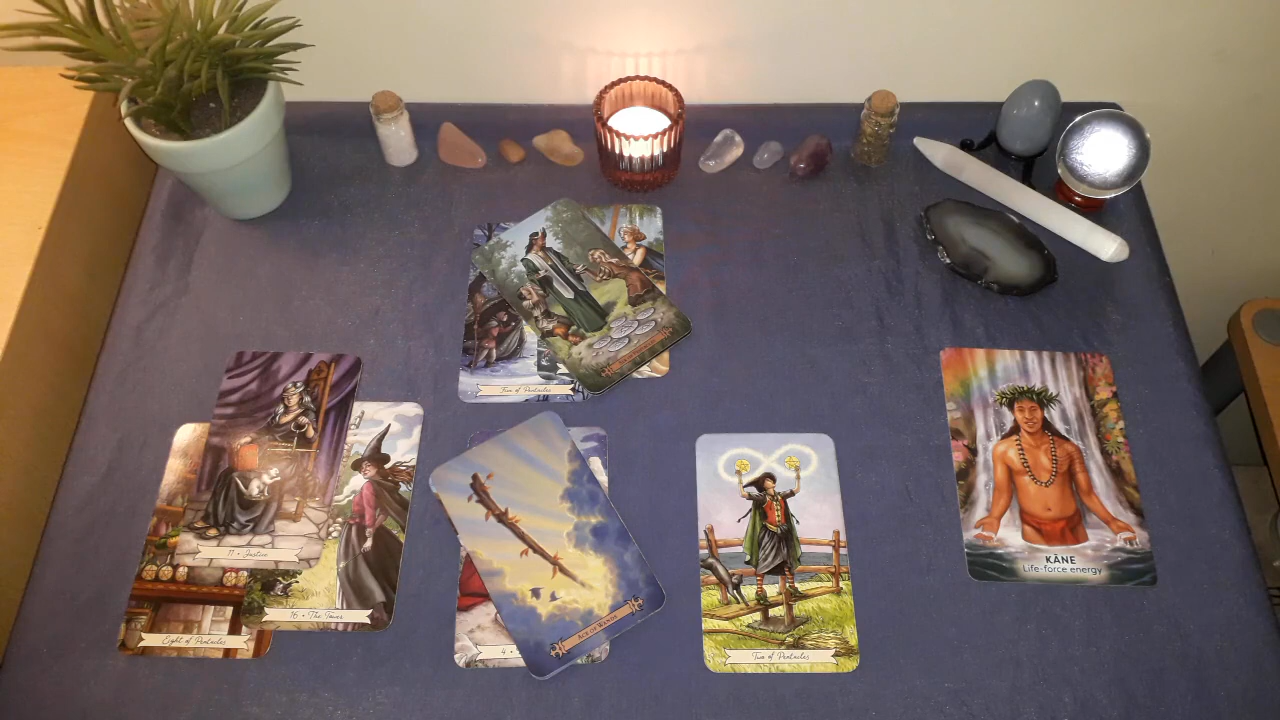 Five of Pentacles
11 • Justice
16 • The Tower
Eight of Pentacles
4 •
ACE OF WANDS
Two of Pentacles
KĀNE
Life-force energy